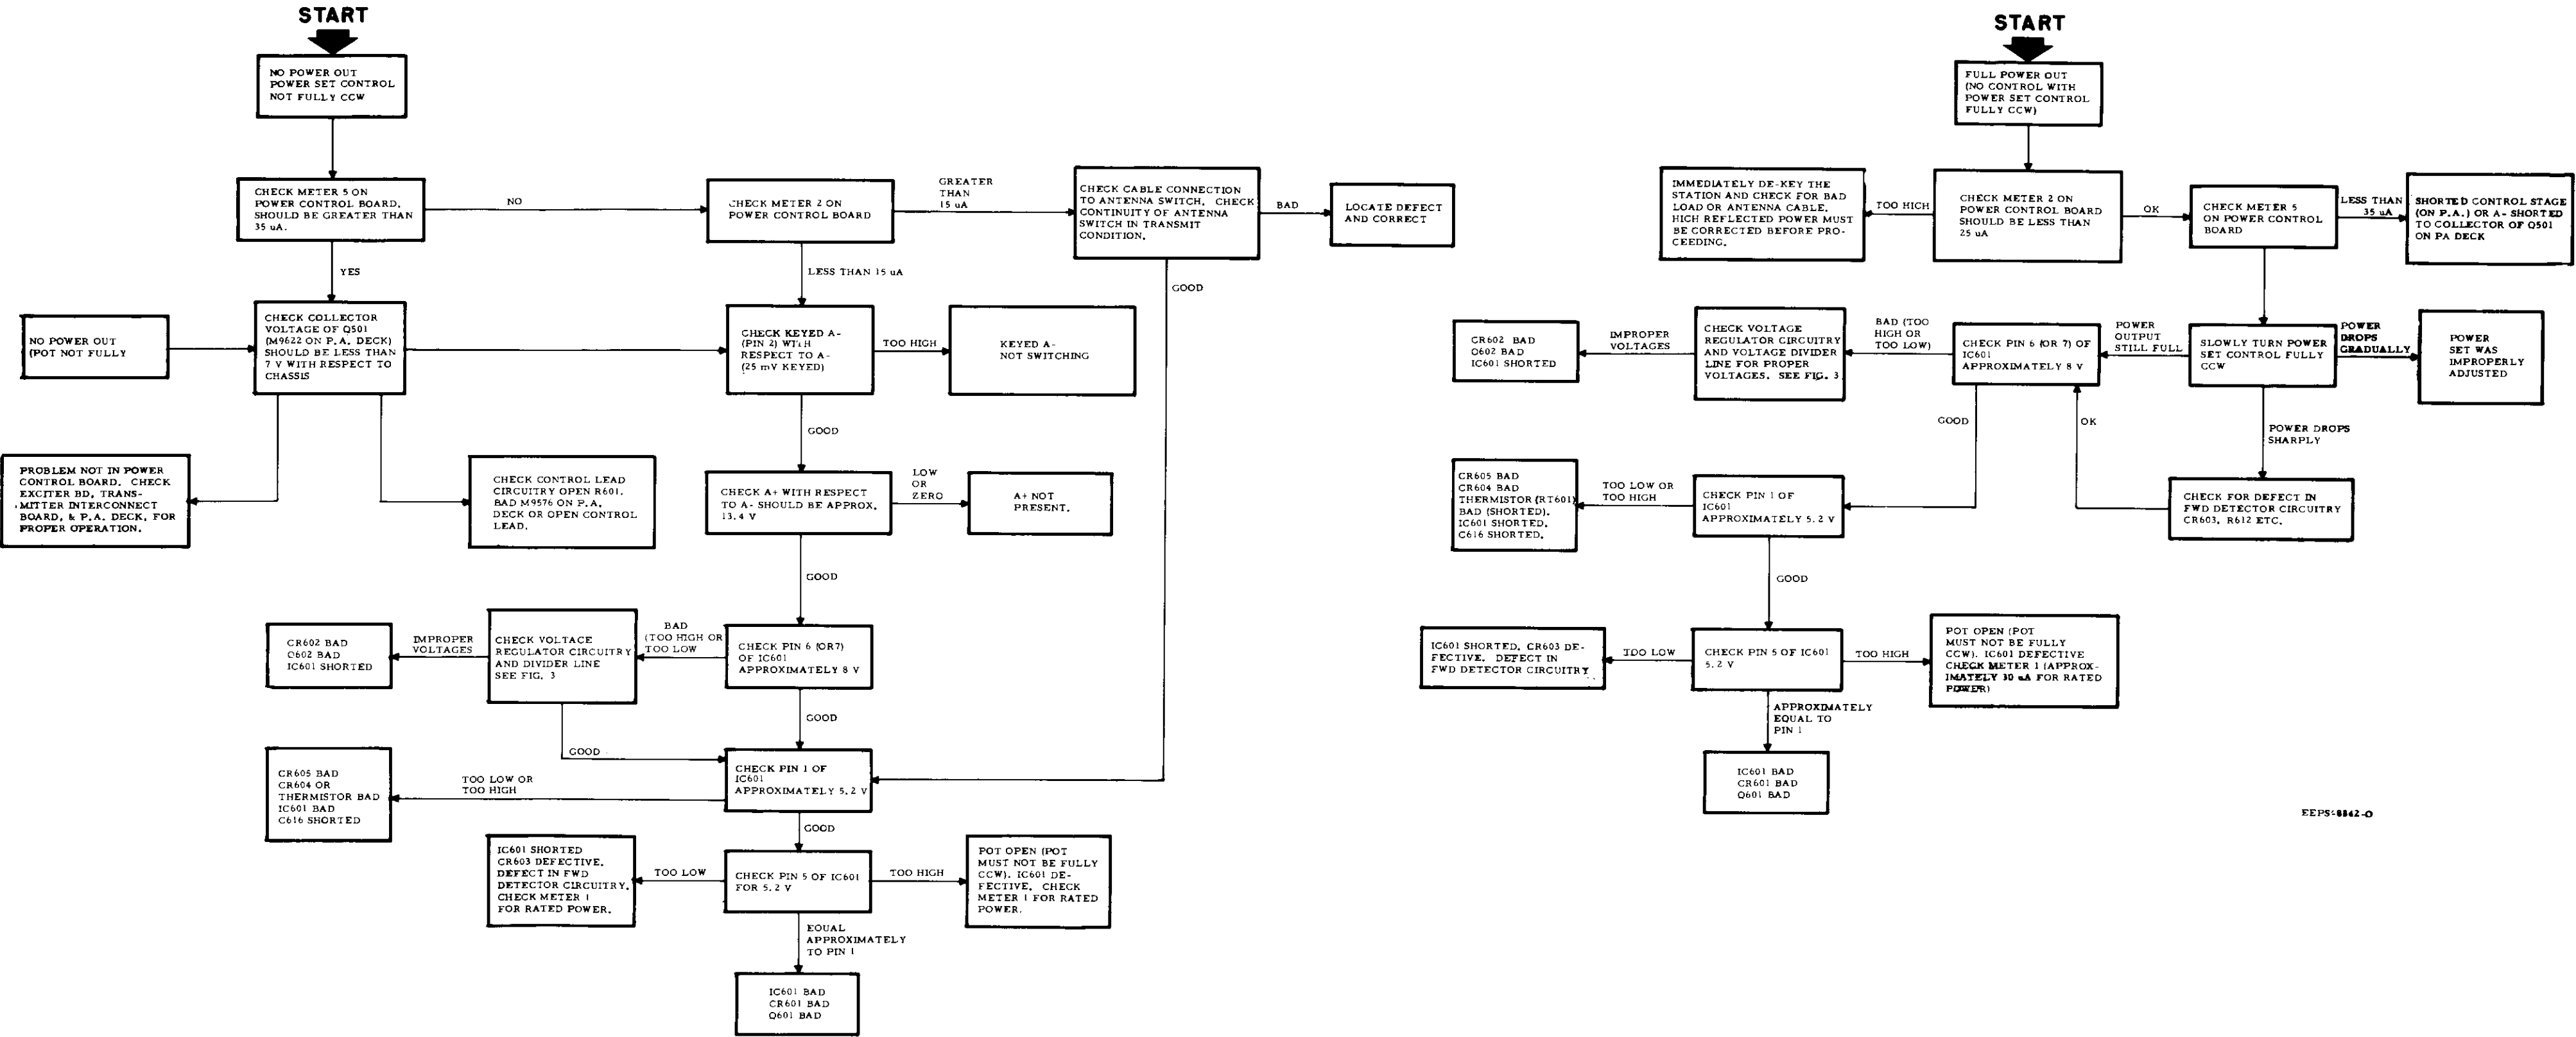 START
NO POWER OUT
POWER SET CONTROL
NOT FULLY CCW
CHECK METER 5 ON
POWER CONTROL BOARD.
SHOULD BE GREATER THAN
35 uA.
NO
CHECK METER 2 ON
POWER CONTROL BOARD
GREATER
THAN
15 uA
CHECK CABLE CONNECTION
TO ANTENNA SWITCH. CHECK
CONTINUITY OF ANTENNA
SWITCH IN TRANSMIT
CONDITION.
BAD
LOCATE DEFECT
AND CORRECT
YES
LESS THAN 15 uA
GOOD
NO POWER OUT
(POT NOT FULLY
CHECK COLLECTOR
VOLTAGE OF Q501
(M9622 ON P.A. DECK)
SHOULD BE LESS THAN
7 V WITH RESPECT TO
CHASSIS
CHECK KEYED A-
(PIN 2) WITH
RESPECT TO A-
(25 mV KEYED)
TOO HIGH
KEYED A-
NOT SWITCHING
GOOD
PROBLEM NOT IN POWER
CONTROL BOARD. CHECK
EXCITER BD, TRANS-
MITTER INTERCONNECT
BOARD, & P.A. DECK, FOR
PROPER OPERATION.
CHECK CONTROL LEAD
CIRCUITRY OPEN R601.
BAD M9576 ON P.A.
DECK OR OPEN CONTROL
LEAD.
CHECK A+ WITH RESPECT
TO A- SHOULD BE APPROX.
13.4 V
LOW
OR
ZERO
A+ NOT
PRESENT.
GOOD
CR602 BAD
Q602 BAD
IC601 SHORTED
IMPROPER
VOLTAGES
CHECK VOLTAGE
REGULATOR CIRCUITRY
AND DIVIDER LINE
SEE FIG. 3
BAD
(TOO HIGH OR
TOO LOW
CHECK PIN 6 (OR7)
OF IC601
APPROXIMATELY 8 V
GOOD
GOOD
CR605 BAD
CR604 OR
THERMISTOR BAD
IC601 BAD
C616 SHORTED
TOO LOW OR
TOO HIGH
CHECK PIN 1 OF
IC601
APPROXIMATELY 5.2 V
GOOD
IC601 SHORTED
CR603 DEFECTIVE.
DEFECT IN FWD
DETECTOR CIRCUITRY.
CHECK METER 1
FOR RATED POWER.
TOO LOW
CHECK PIN 5 OF IC601
FOR 5.2 V
TOO HIGH
POT OPEN (POT
MUST NOT BE FULLY
CCW). IC601 DE-
FECTIVE. CHECK
METER 1 FOR RATED
POWER.
EQUAL
APPROXIMATELY
TO PIN 1
IC601 BAD
CR601 BAD
Q601 BAD
START
FULL POWER OUT
(NO CONTROL WITH
POWER SET CONTROL
FULLY CCW)
IMMEDIATELY DE-KEY THE
STATION AND CHECK FOR BAD
LOAD OR ANTENNA CABLE.
HIGH REFLECTED POWER MUST
BE CORRECTED BEFORE PRO-
CEEDING.
TOO HIGH
CHECK METER 2 ON
POWER CONTROL BOARD
SHOULD BE LESS THAN
25 uA
OK
CHECK METER 5
ON POWER CONTROL
BOARD
LESS THAN
35 uA
SHORTED CONTROL STAGE
(ON P.A.) OR A- SHORTED
TO COLLECTOR OF Q501
ON PA DECK
CR602 BAD
Q602 BAD
IC601 SHORTED
IMPROPER
VOLTAGES
CHECK VOLTAGE
REGULATOR CIRCUITRY
AND VOLTAGE DIVIDER
LINE FOR PROPER
VOLTAGES. SEE FIG. 3
BAD (TOO
HIGH OR
TOO LOW)
CHECK PIN 6 (OR 7) OF
IC601
APPROXIMATELY 8 V
POWER
OUTPUT
STILL FULL
SLOWLY TURN POWER
SET CONTROL FULLY
CCW
POWER
DROPS
GRADUALLY
POWER
SET WAS
IMPROPERLY
ADJUSTED
GOOD
OK
POWER DROPS
SHARPLY
CR605 BAD
CR604 BAD
THERMISTOR (RT601)
BAD (SHORTED).
IC601 SHORTED.
C616 SHORTED.
TOO LOW OR
TOO HIGH
CHECK PIN 1 OF
IC601
APPROXIMATELY 5.2 V
CHECK FOR DEFECT IN
FWD DETECTOR CIRCUITRY
CR603, R612 ETC.
GOOD
IC601 SHORTED. CR603 DE-
FECTIVE. DEFECT IN
FWD DETECTOR CIRCUITRY
TOO LOW
CHECK PIN 5 OF IC601
5.2 V
TOO HIGH
POT OPEN (POT
MUST NOT BE FULLY
CCW). IC601 DEFECTIVE
CHECK METER 1 (APPROX-
IMATELY 30 uA FOR RATED
POWER)
APPROXIMATELY
EQUAL TO
PIN 1
IC601 BAD
CR601 BAD
Q601 BAD
EEPS-8842-O